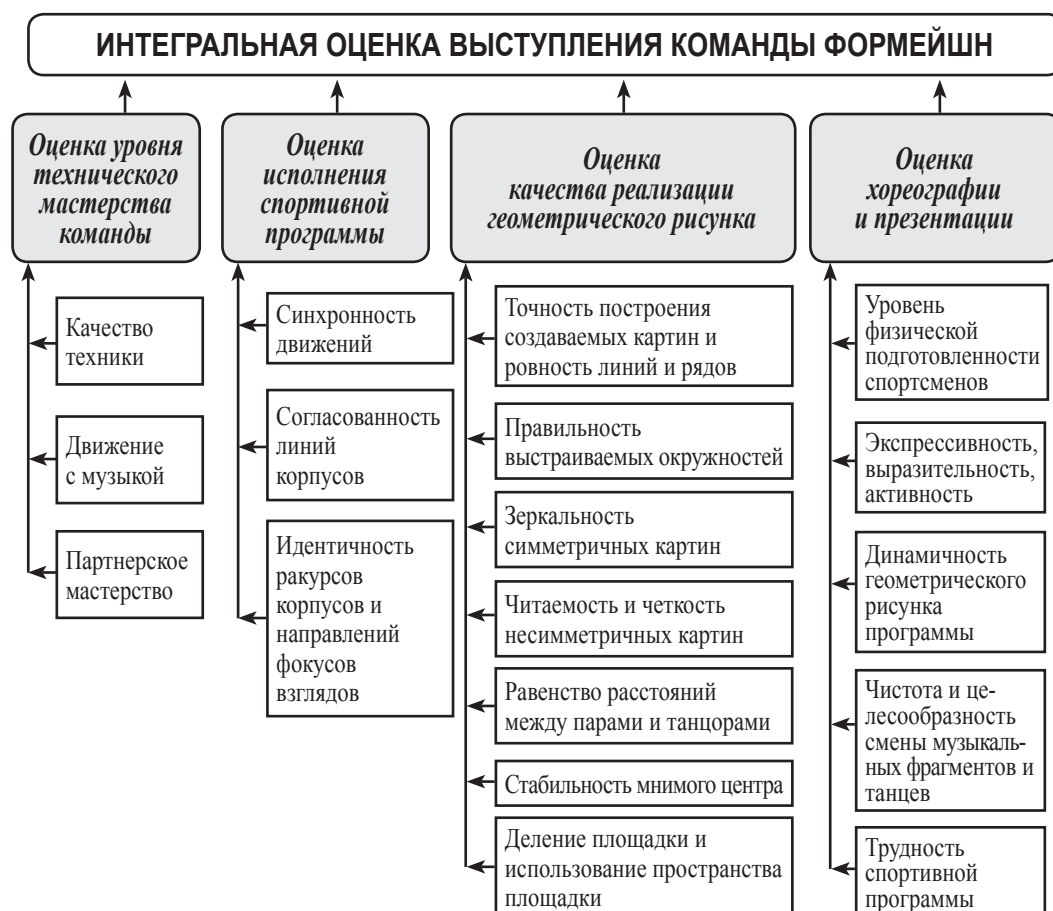 ИНТЕГРАЛЬНАЯ ОЦЕНКА ВЫСТУПЛЕНИЯ КОМАНДЫ ФОРМЕЙШН
Оценка уровня
технического
мастерства
команды
Качество
техники
Движение
с музыкой
Партнерское
мастерство
Оценка
исполнения
спортивной
программы
Синхронность
движений
Согласованность
линий
корпусов
Идентичность
ракурсов
корпусов и
направлений
фокусов
взглядов
Оценка
качества реализации
геометрического рисунка
Точность построения
создаваемых картин и
ровность линий и рядов
Правильность
выстраиваемых окружностей
Зеркальность
симметричных картин
Читаемость и четкость
несимметричных картин
Равенство расстояний
между парами и танцорами
Стабильность мнимого центра
Деление площадки и
использование пространства
площадки
Оценка
хореографии
и презентации
Уровень
физической
подготовленности
спортсменов
Экспрессивность,
выразительность,
активность
Динамичность
геометрического
рисунка
программы
Чистота и це-
лесообразность
смены музыкаль-
ных фрагментов и
танцев
Трудность
спортивной
программы